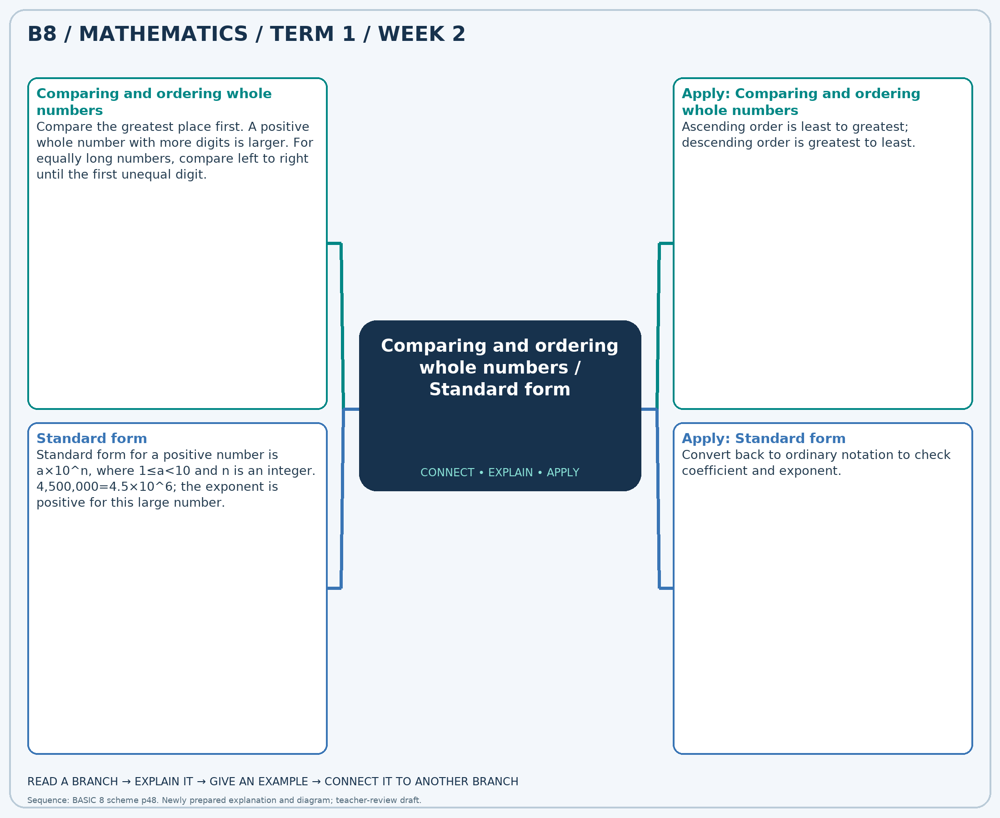 B8 / MATHEMATICS / TERM 1 / WEEK 2
Comparing and ordering whole
numbers
Compare the greatest place first. A positive
whole number with more digits is larger. For
equally long numbers, compare left to right
until the first unequal digit.
Apply: Comparing and ordering
whole numbers
Ascending order is least to greatest;
descending order is greatest to least.
Comparing and ordering
whole numbers /
Standard form
CONNECT • EXPLAIN • APPLY
Standard form
Standard form for a positive number is
a×10^n, where 1≤a<10 and n is an integer.
4,500,000=4.5×10^6; the exponent is
positive for this large number.
Apply: Standard form
Convert back to ordinary notation to check
coefficient and exponent.
READ A BRANCH → EXPLAIN IT → GIVE AN EXAMPLE → CONNECT IT TO ANOTHER BRANCH
Sequence: BASIC 8 scheme p48. Newly prepared explanation and diagram; teacher-review draft.